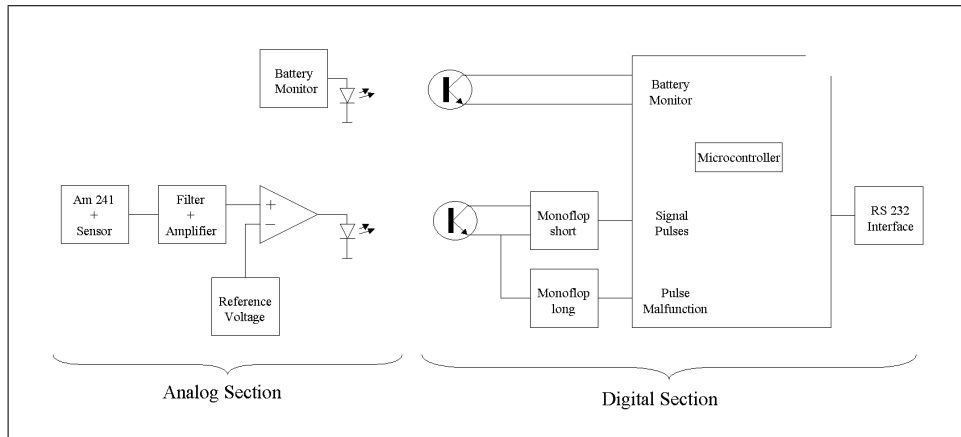 Battery
Monitor
Battery
Monitor
Microcontroller
Am 241
+
Sensor
Filter
+
Amplifier
+
−
Monoflop
short
Signal
Pulses
RS 232
Interface
Reference
Voltage
Monoflop
long
Pulse
Malfunction
Analog Section
Digital Section